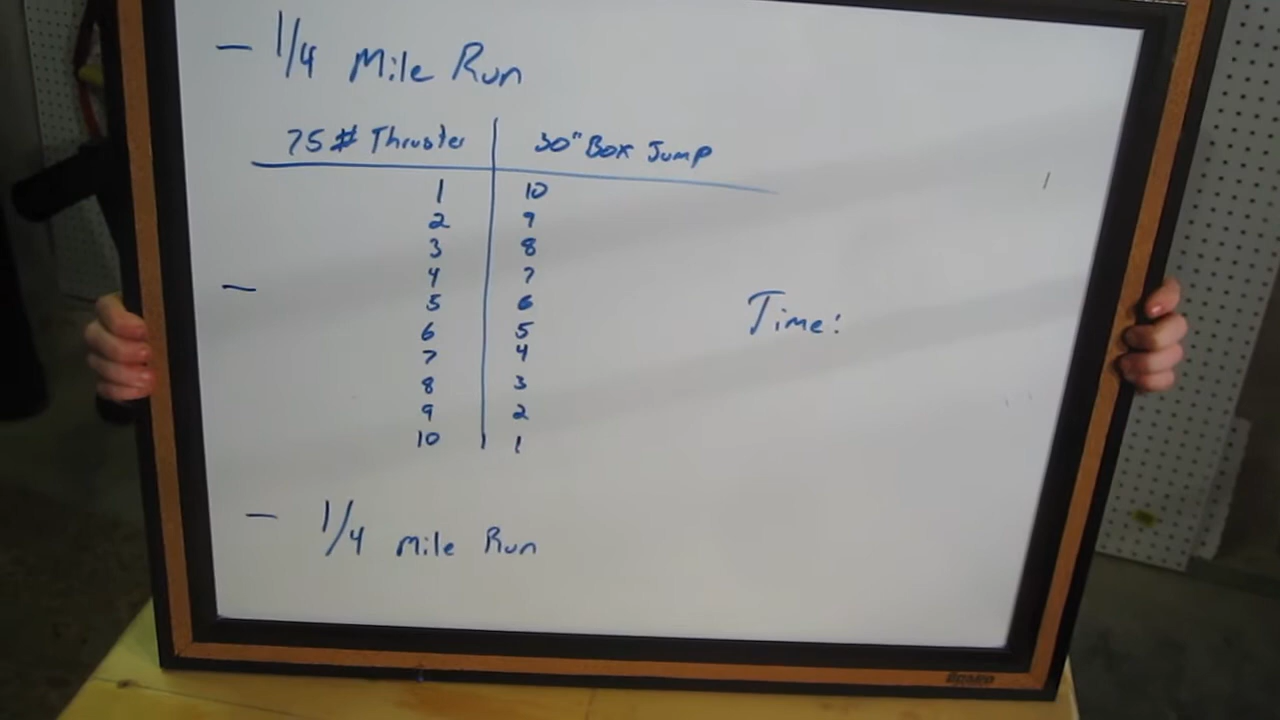 - 1/4 Mile Run
75# Thruster 30" Box Jump
1 10
2 9
3 8
4 7
- 5 6
6 5
7 4
8 3
9 2
10 1
Time:
- 1/4 Mile Run